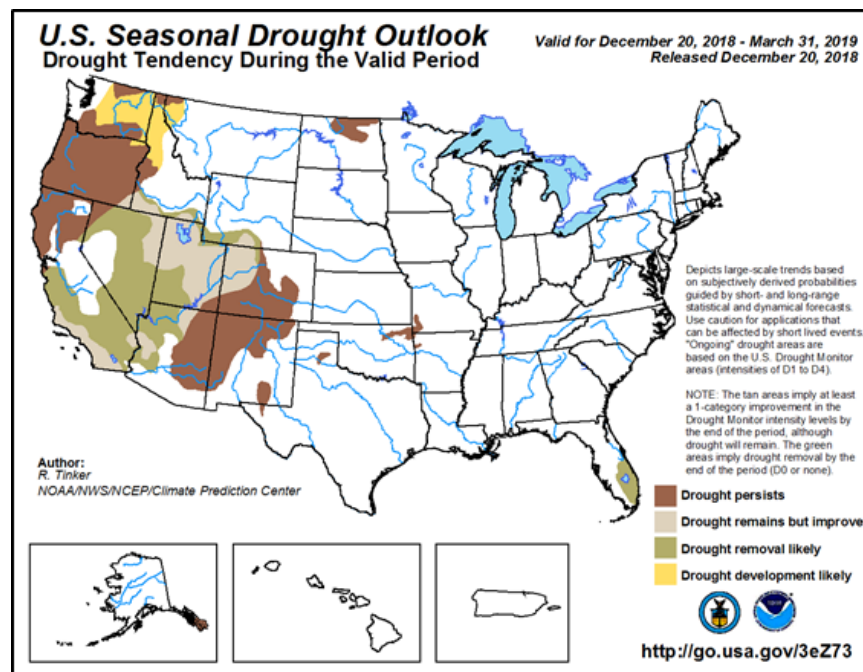 U.S. Seasonal Drought Outlook
Drought Tendency During the Valid Period
Valid for December 20, 2018 - March 31, 2019
Released December 20, 2018
Depicts large-scale trends based
on subjectively derived probabilities
guided by short- and long-range
statistical and dynamical forecasts.
Use caution for applications that
can be affected by short lived events.
"Ongoing" drought areas are
based on the U.S. Drought Monitor
areas (intensities of D1 to D4).
NOTE: The tan areas imply at least
a 1-category improvement in the
Drought Monitor intensity levels by
the end of the period, although
drought will remain. The green
areas imply drought removal by the
end of the period (D0 or none).
Author:
R. Tinker
NOAA/NWS/NCEP/Climate Prediction Center
Drought persists
Drought remains but improve
Drought removal likely
Drought development likely
http://go.usa.gov/3eZ73